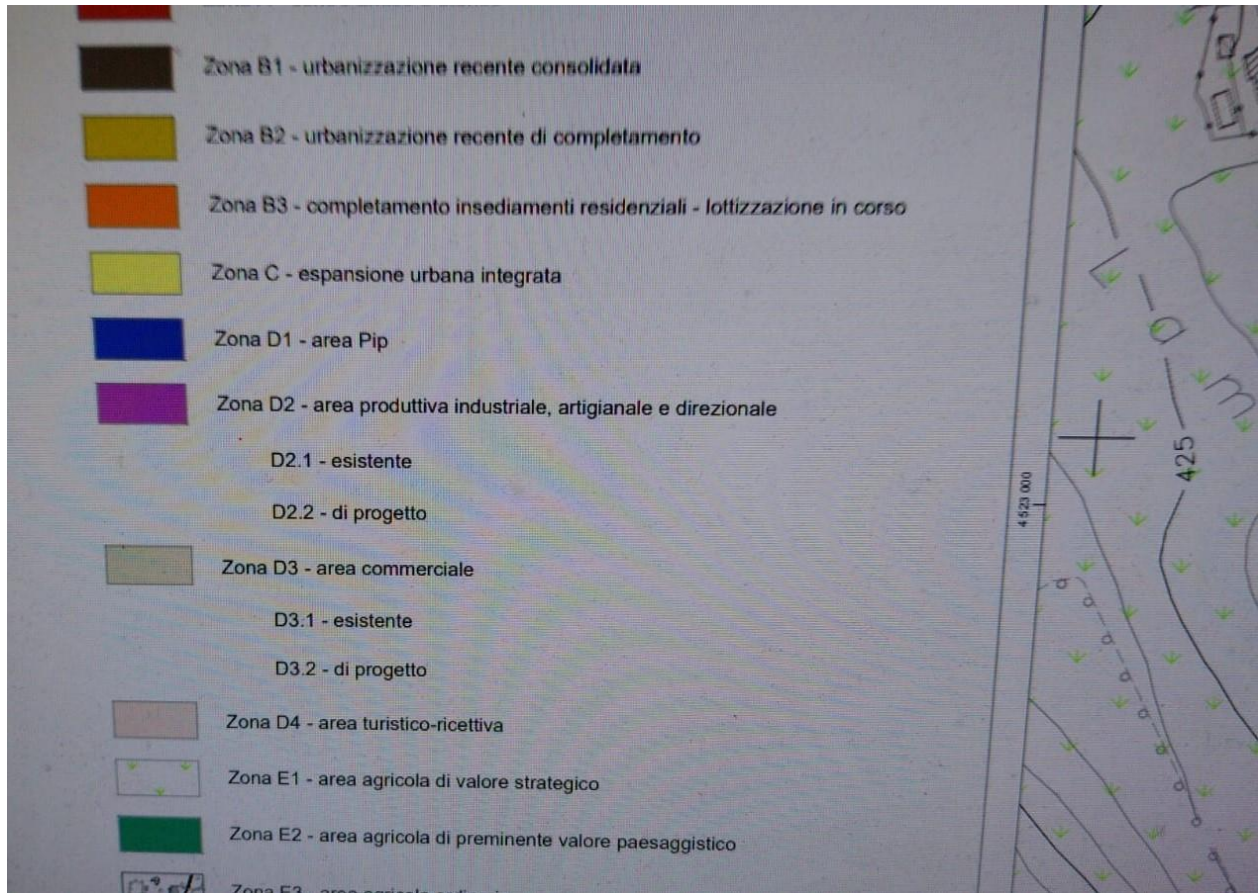 Zona B1 - urbanizzazione recente consolidata
Zona B2 - urbanizzazione recente di completamento
Zona B3 - completamento insediamenti residenziali - lottizzazione in corso
Zona C - espansione urbana integrata
Zona D1 - area Pip
Zona D2 - area produttiva industriale, artigianale e direzionale
D2.1 - esistente
D2.2 - di progetto
Zona D3 - area commerciale
D3.1 - esistente
D3.2 - di progetto
Zona D4 - area turistico-ricettiva
Zona E1 - area agricola di valore strategico
Zona E2 - area agricola di preminente valore paesaggistico
Zona E3 - area agricola
4 523 000
L a m
425